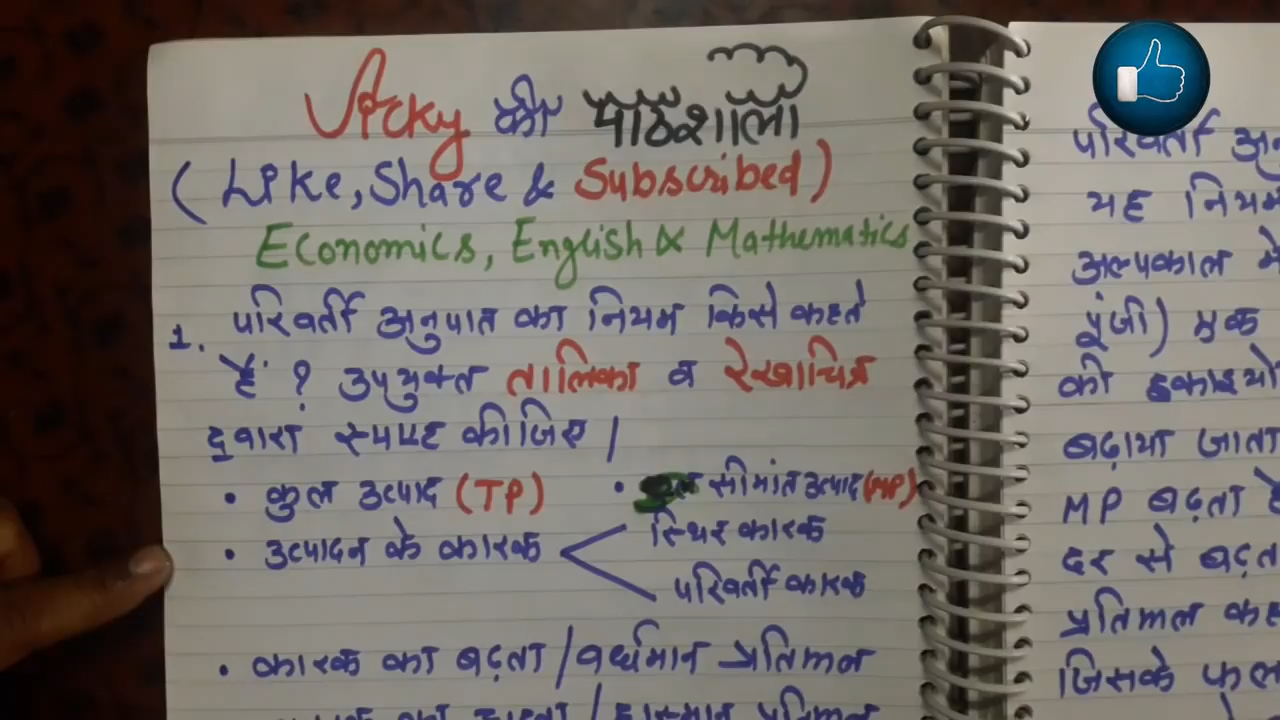 Vicky की पाठशाला
(Like, Share & Subscribed)
Economics, English & Mathematics
1. परिवर्ती अनुपात का नियम किसे कहते
हैं ? उपयुक्त तालिका व रेखाचित्र
द्वारा स्पष्ट कीजिए |
• कुल उत्पाद (TP) • सीमांत उत्पाद (MP)
• उत्पादन के कारक
स्थिर कारक
परिवर्ती कारक
• कारक का बढ़ता / वर्धमान प्रतिफल
परिवर्ती
यह नियम
अल्पकाल में
पूंजी) एक
की इकाइयों
बढ़ाया जाता
MP बढ़ता है
दर से बढ़ता
प्रतिफल
जिसके फल